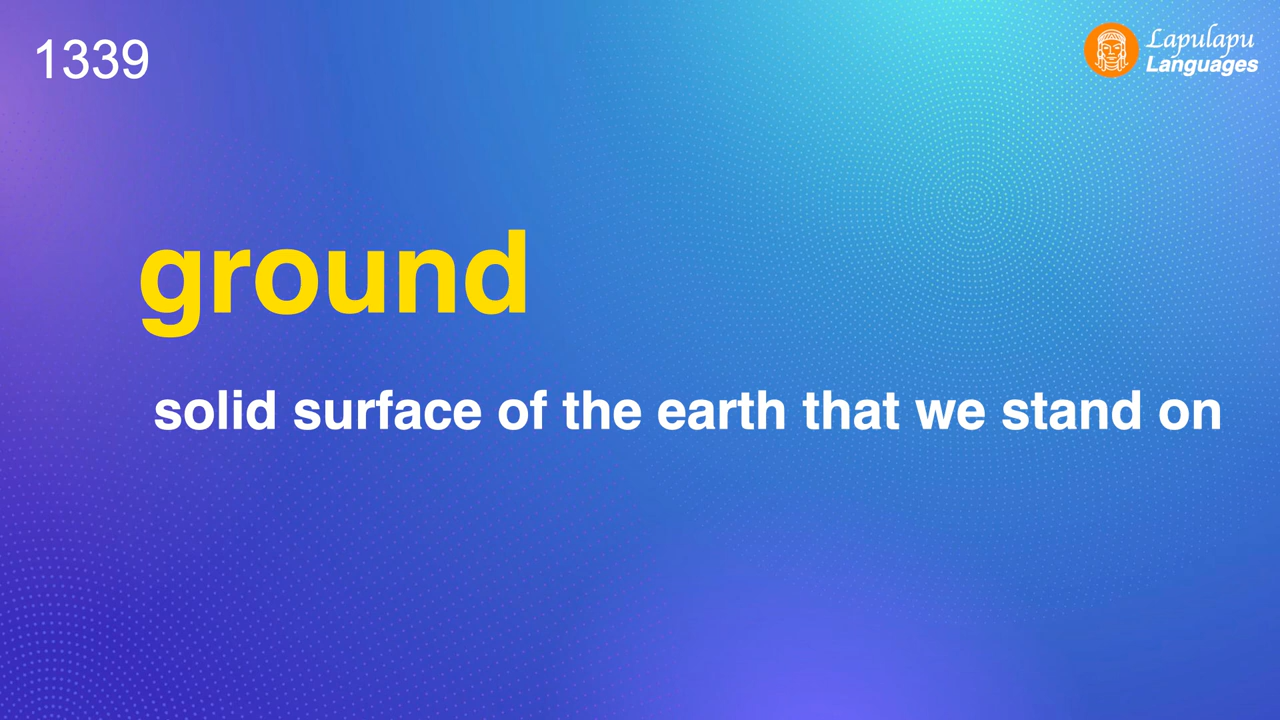 1339
Lapulapu
Languages
ground
solid surface of the earth that we stand on